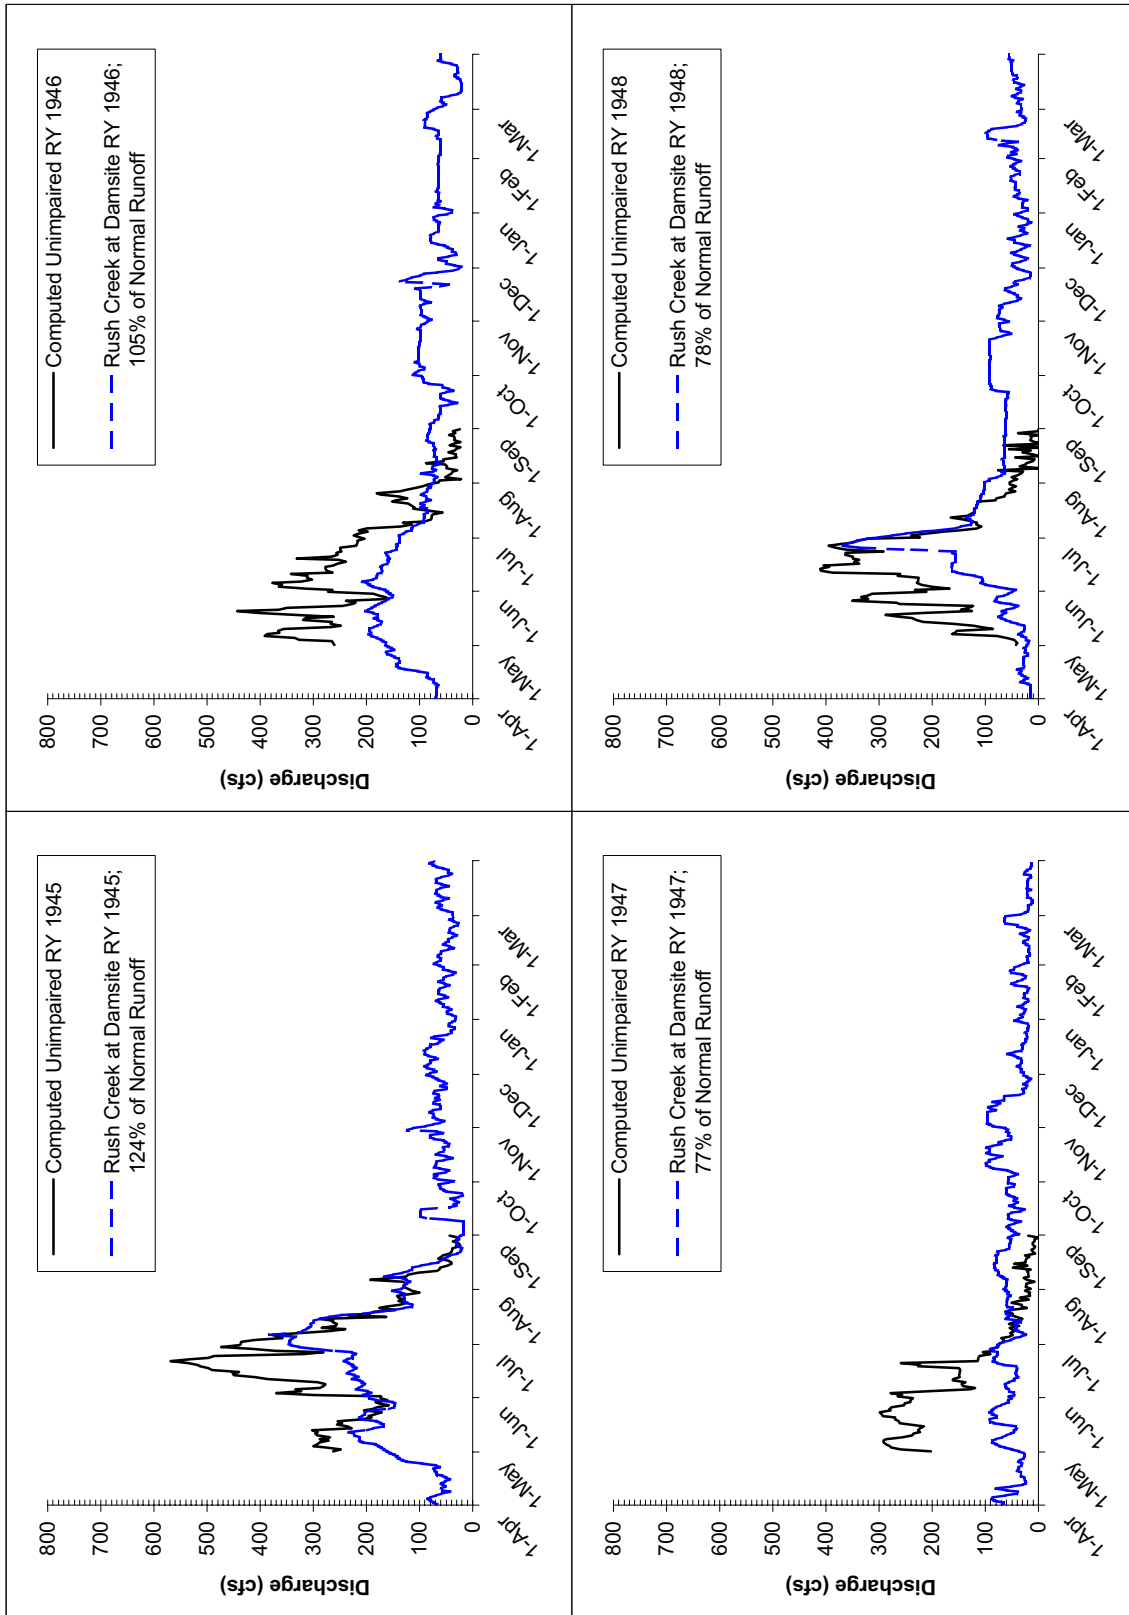 Computed Unimpaired RY 1945
Rush Creek at Damsite RY 1945;
124% of Normal Runoff
800
700
600
500
400
300
200
100
0
Discharge (cfs)
1-Apr
1-May
1-Jun
1-Jul
1-Aug
1-Sep
1-Oct
1-Nov
1-Dec
1-Jan
1-Feb
1-Mar
Computed Unimpaired RY 1946
Rush Creek at Damsite RY 1946;
105% of Normal Runoff
800
700
600
500
400
300
200
100
0
Discharge (cfs)
1-Apr
1-May
1-Jun
1-Jul
1-Aug
1-Sep
1-Oct
1-Nov
1-Dec
1-Jan
1-Feb
1-Mar
Computed Unimpaired RY 1947
Rush Creek at Damsite RY 1947;
77% of Normal Runoff
800
700
600
500
400
300
200
100
0
Discharge (cfs)
1-Apr
1-May
1-Jun
1-Jul
1-Aug
1-Sep
1-Oct
1-Nov
1-Dec
1-Jan
1-Feb
1-Mar
Computed Unimpaired RY 1948
Rush Creek at Damsite RY 1948;
78% of Normal Runoff
800
700
600
500
400
300
200
100
0
Discharge (cfs)
1-Apr
1-May
1-Jun
1-Jul
1-Aug
1-Sep
1-Oct
1-Nov
1-Dec
1-Jan
1-Feb
1-Mar